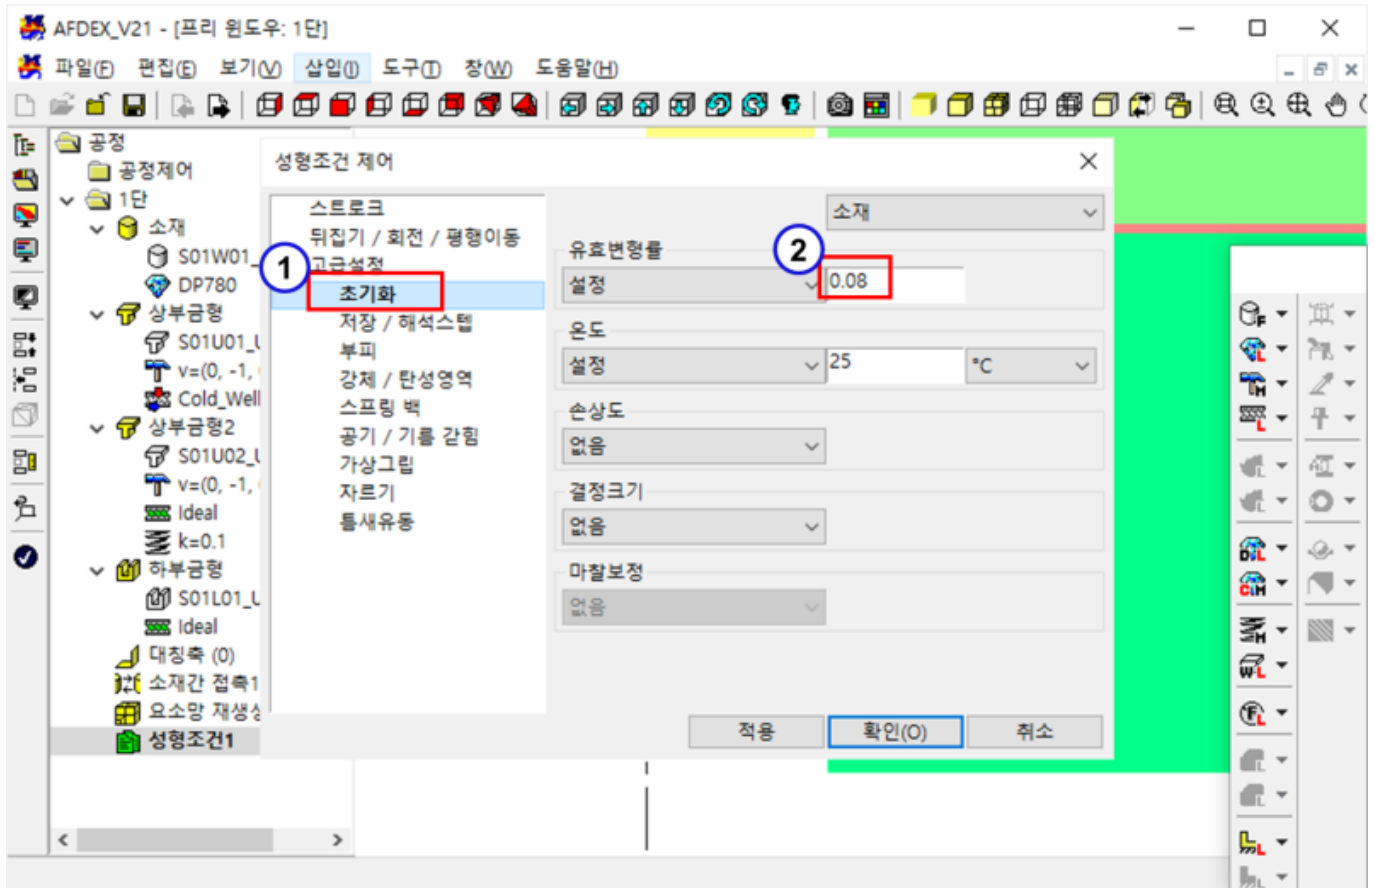 AFDEX_V21 - [프리 윈도우: 1단]
파일(F) 편집(E) 보기(V) 삽입(I) 도구(T) 창(W) 도움말(H)
공정
공정제어
1단
소재
S01W01_
DP780
상부금형
S01U01_U
v=(0, -1,
Cold_Well
상부금형2
S01U02_U
v=(0, -1,
Ideal
k=0.1
하부금형
S01L01_U
Ideal
대칭축 (0)
소재간 접촉1
요소망 재생성
성형조건1
성형조건 제어
스트로크
뒤집기 / 회전 / 평행이동
고급설정
1
초기화
저장 / 해석스텝
부피
강체 / 탄성영역
스프링 백
공기 / 기름 갇힘
가상그립
자르기
틈새유동
소재
유효변형률
2
설정
0.08
온도
설정
25
°C
손상도
없음
결정크기
없음
마찰보정
없음
적용
확인(O)
취소